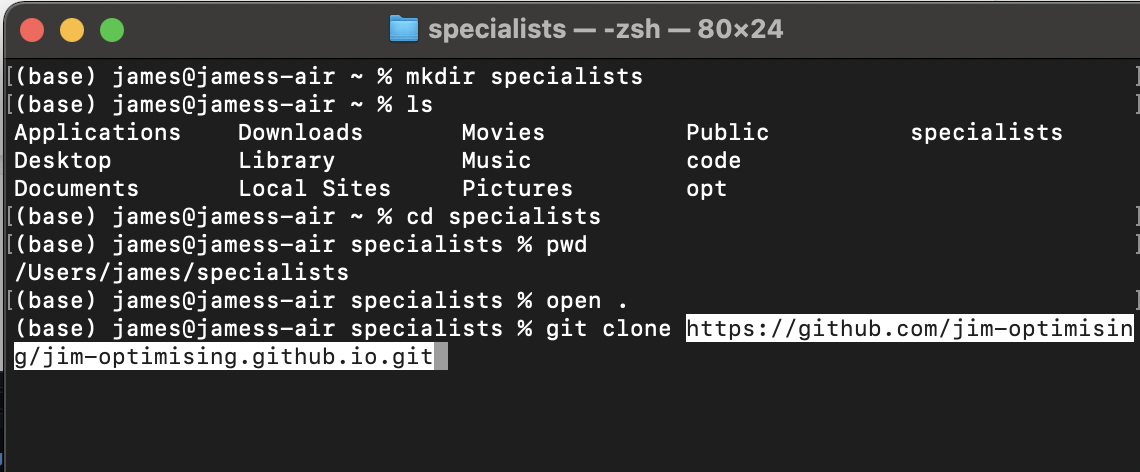 specialists — -zsh — 80×24
[(base) james@jamess-air ~ % mkdir specialists ]
[(base) james@jamess-air ~ % ls ]
Applications Downloads Movies Public specialists
Desktop Library Music code
Documents Local Sites Pictures opt
[(base) james@jamess-air ~ % cd specialists ]
[(base) james@jamess-air specialists % pwd ]
/Users/james/specialists
[(base) james@jamess-air specialists % open . ]
(base) james@jamess-air specialists % git clone https://github.com/jim-optimisin
g/jim-optimising.github.io.git